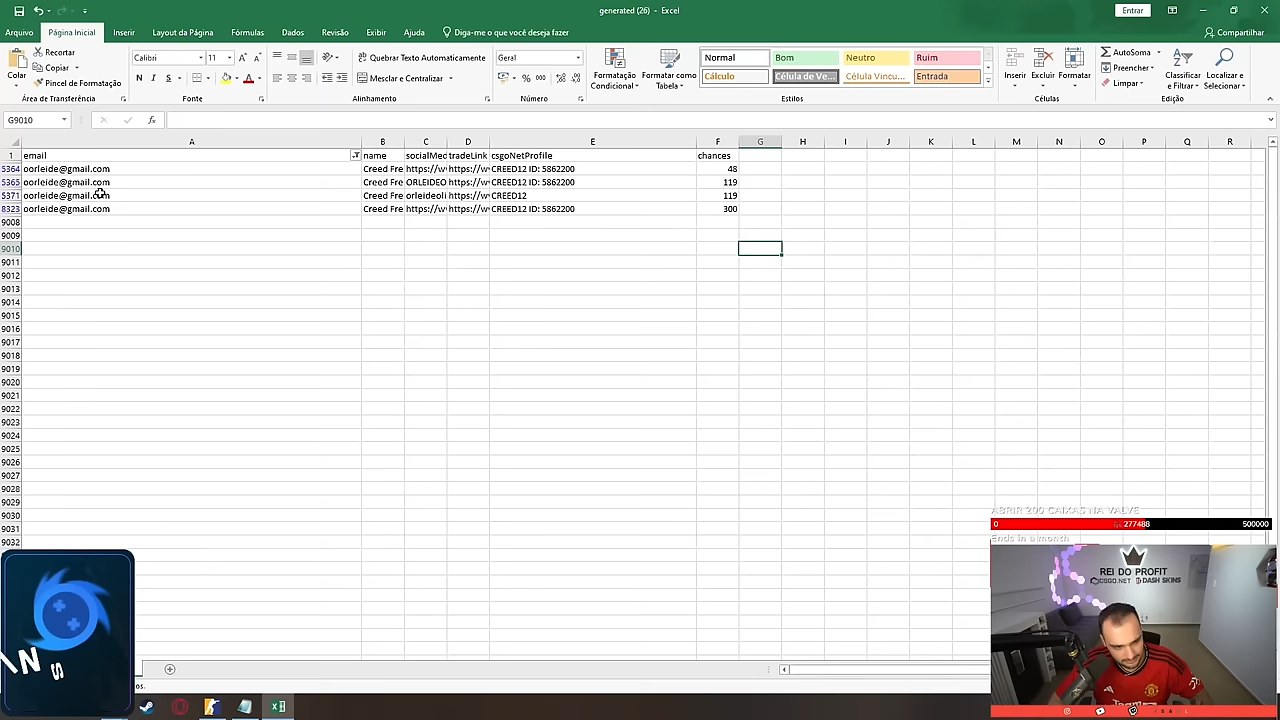 generated (26) - Excel
Entrar
Arquivo Página Inicial Inserir Layout da Página Fórmulas Dados Revisão Exibir Ajuda Diga-me o que você deseja fazer Compartilhar
Colar
Recortar
Copiar
Pincel de Formatação
Área de Transferência
Calibri 11
N I S
Fonte
Quebrar Texto Automaticamente
Mesclar e Centralizar
Alinhamento
Geral
% 000
Número
Formatação Condicional
Formatar como Tabela
Normal Bom Neutro Ruim
Cálculo Célula de Ve... Célula Vincu... Entrada
Estilos
Inserir Excluir Formatar
Células
AutoSoma
Preencher
Limpar
Classificar e Filtrar
Localizar e Selecionar
Edição
G9010
fx
A B C D E F G H I J K L M N O P Q R
1 email name socialMed tradeLink csgoNetProfile chances
5364 oorleide@gmail.com Creed Fre https://w https://w CREED12 ID: 5862200 48
5365 oorleide@gmail.com Creed Fre ORLEIDEO https://w CREED12 ID: 5862200 119
5371 oorleide@gmail.com Creed Fre orleideoli https://w CREED12 119
8323 oorleide@gmail.com Creed Fre https://w https://w CREED12 ID: 5862200 300
9008
9009
9010
9011
9012
9013
9014
9015
9016
9017
9018
9019
9020
9021
9022
9023
9024
9025
9026
9027
9028
9029
9030
9031
9032
ABRIR 200 CAIXAS NA VALVE
0 277488 500000
Ends in a month
REI DO PROFIT
CSGO.NET DASH SKINS
os.